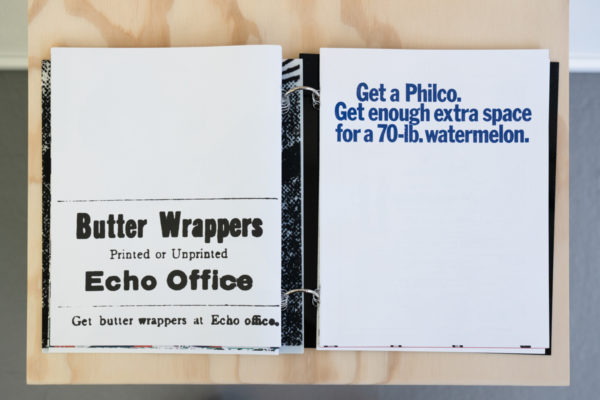 Butter Wrappers
Printed or Unprinted
Echo Office
Get butter wrappers at Echo office.
Get a Philco.
Get enough extra space
for a 70-lb. watermelon.